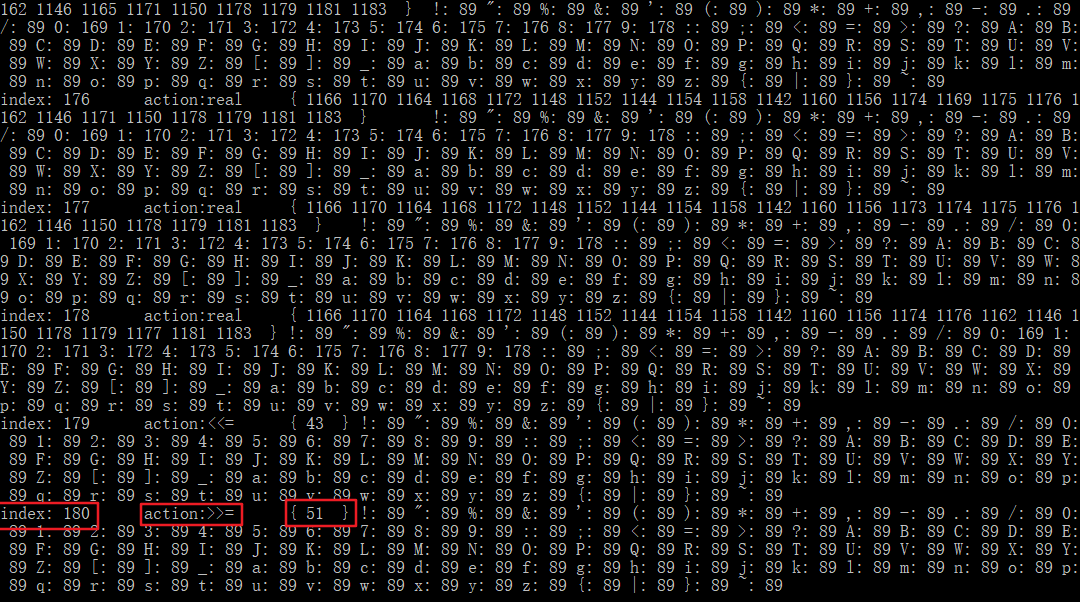 162 1146 1165 1171 1150 1178 1179 1181 1183 } !: 89 ": 89 %: 89 &: 89 ': 89 (: 89 ): 89 *: 89 +: 89 ,: 89 -: 89 .: 89
/: 89 0: 169 1: 170 2: 171 3: 172 4: 173 5: 174 6: 175 7: 176 8: 177 9: 178 :: 89 ;: 89 <: 89 =: 89 >: 89 ?: 89 A: 89 B:
89 C: 89 D: 89 E: 89 F: 89 G: 89 H: 89 I: 89 J: 89 K: 89 L: 89 M: 89 N: 89 O: 89 P: 89 Q: 89 R: 89 S: 89 T: 89 U: 89 V:
89 W: 89 X: 89 Y: 89 Z: 89 [: 89 ]: 89 _: 89 a: 89 b: 89 c: 89 d: 89 e: 89 f: 89 g: 89 h: 89 i: 89 j: 89 k: 89 l: 89 m:
89 n: 89 o: 89 p: 89 q: 89 r: 89 s: 89 t: 89 u: 89 v: 89 w: 89 x: 89 y: 89 z: 89 {: 89 |: 89 }: 89 ~: 89
index: 176 action:real { 1166 1170 1164 1168 1172 1148 1152 1144 1154 1158 1142 1160 1156 1174 1169 1175 1176 1
162 1146 1171 1150 1178 1179 1181 1183 } !: 89 ": 89 %: 89 &: 89 ': 89 (: 89 ): 89 *: 89 +: 89 ,: 89 -: 89 .: 89
/: 89 0: 169 1: 170 2: 171 3: 172 4: 173 5: 174 6: 175 7: 176 8: 177 9: 178 :: 89 ;: 89 <: 89 =: 89 >: 89 ?: 89 A: 89 B:
89 C: 89 D: 89 E: 89 F: 89 G: 89 H: 89 I: 89 J: 89 K: 89 L: 89 M: 89 N: 89 O: 89 P: 89 Q: 89 R: 89 S: 89 T: 89 U: 89 V:
89 W: 89 X: 89 Y: 89 Z: 89 [: 89 ]: 89 _: 89 a: 89 b: 89 c: 89 d: 89 e: 89 f: 89 g: 89 h: 89 i: 89 j: 89 k: 89 l: 89 m:
89 n: 89 o: 89 p: 89 q: 89 r: 89 s: 89 t: 89 u: 89 v: 89 w: 89 x: 89 y: 89 z: 89 {: 89 |: 89 }: 89 ~: 89
index: 177 action:real { 1166 1170 1164 1168 1172 1148 1152 1144 1154 1158 1142 1160 1156 1173 1174 1175 1176 1
162 1146 1150 1178 1179 1181 1183 } !: 89 ": 89 %: 89 &: 89 ': 89 (: 89 ): 89 *: 89 +: 89 ,: 89 -: 89 .: 89 /: 89 0:
169 1: 170 2: 171 3: 172 4: 173 5: 174 6: 175 7: 176 8: 177 9: 178 :: 89 ;: 89 <: 89 =: 89 >: 89 ?: 89 A: 89 B: 89 C: 8
9 D: 89 E: 89 F: 89 G: 89 H: 89 I: 89 J: 89 K: 89 L: 89 M: 89 N: 89 O: 89 P: 89 Q: 89 R: 89 S: 89 T: 89 U: 89 V: 89 W: 8
9 X: 89 Y: 89 Z: 89 [: 89 ]: 89 _: 89 a: 89 b: 89 c: 89 d: 89 e: 89 f: 89 g: 89 h: 89 i: 89 j: 89 k: 89 l: 89 m: 89 n: 8
9 o: 89 p: 89 q: 89 r: 89 s: 89 t: 89 u: 89 v: 89 w: 89 x: 89 y: 89 z: 89 {: 89 |: 89 }: 89 ~: 89
index: 178 action:real { 1166 1170 1164 1168 1172 1148 1152 1144 1154 1158 1142 1160 1156 1174 1176 1162 1146 1
150 1178 1179 1177 1181 1183 } !: 89 ": 89 %: 89 &: 89 ': 89 (: 89 ): 89 *: 89 +: 89 ,: 89 -: 89 .: 89 /: 89 0: 169 1:
170 2: 171 3: 172 4: 173 5: 174 6: 175 7: 176 8: 177 9: 178 :: 89 ;: 89 <: 89 =: 89 >: 89 ?: 89 A: 89 B: 89 C: 89 D: 89
E: 89 F: 89 G: 89 H: 89 I: 89 J: 89 K: 89 L: 89 M: 89 N: 89 O: 89 P: 89 Q: 89 R: 89 S: 89 T: 89 U: 89 V: 89 W: 89 X: 89
Y: 89 Z: 89 [: 89 ]: 89 _: 89 a: 89 b: 89 c: 89 d: 89 e: 89 f: 89 g: 89 h: 89 i: 89 j: 89 k: 89 l: 89 m: 89 n: 89 o: 89
p: 89 q: 89 r: 89 s: 89 t: 89 u: 89 v: 89 w: 89 x: 89 y: 89 z: 89 {: 89 |: 89 }: 89 ~: 89
index: 179 action:<<= { 43 } !: 89 ": 89 %: 89 &: 89 ': 89 (: 89 ): 89 *: 89 +: 89 ,: 89 -: 89 .: 89 /: 89 0:
89 1: 89 2: 89 3: 89 4: 89 5: 89 6: 89 7: 89 8: 89 9: 89 :: 89 ;: 89 <: 89 =: 89 >: 89 ?: 89 A: 89 B: 89 C: 89 D: 89 E:
89 F: 89 G: 89 H: 89 I: 89 J: 89 K: 89 L: 89 M: 89 N: 89 O: 89 P: 89 Q: 89 R: 89 S: 89 T: 89 U: 89 V: 89 W: 89 X: 89 Y:
89 Z: 89 [: 89 ]: 89 _: 89 a: 89 b: 89 c: 89 d: 89 e: 89 f: 89 g: 89 h: 89 i: 89 j: 89 k: 89 l: 89 m: 89 n: 89 o: 89 p:
89 q: 89 r: 89 s: 89 t: 89 u: 89 v: 89 w: 89 x: 89 y: 89 z: 89 {: 89 |: 89 }: 89 ~: 89
index: 180 action:>>= { 51 } !: 89 ": 89 %: 89 &: 89 ': 89 (: 89 ): 89 *: 89 +: 89 ,: 89 -: 89 .: 89 /: 89 0:
89 1: 89 2: 89 3: 89 4: 89 5: 89 6: 89 7: 89 8: 89 9: 89 :: 89 ;: 89 <: 89 =: 89 >: 89 ?: 89 A: 89 B: 89 C: 89 D: 89 E:
89 F: 89 G: 89 H: 89 I: 89 J: 89 K: 89 L: 89 M: 89 N: 89 O: 89 P: 89 Q: 89 R: 89 S: 89 T: 89 U: 89 V: 89 W: 89 X: 89 Y:
89 Z: 89 [: 89 ]: 89 _: 89 a: 89 b: 89 c: 89 d: 89 e: 89 f: 89 g: 89 h: 89 i: 89 j: 89 k: 89 l: 89 m: 89 n: 89 o: 89 p:
89 q: 89 r: 89 s: 89 t: 89 u: 89 v: 89 w: 89 x: 89 y: 89 z: 89 {: 89 |: 89 }: 89 ~: 89